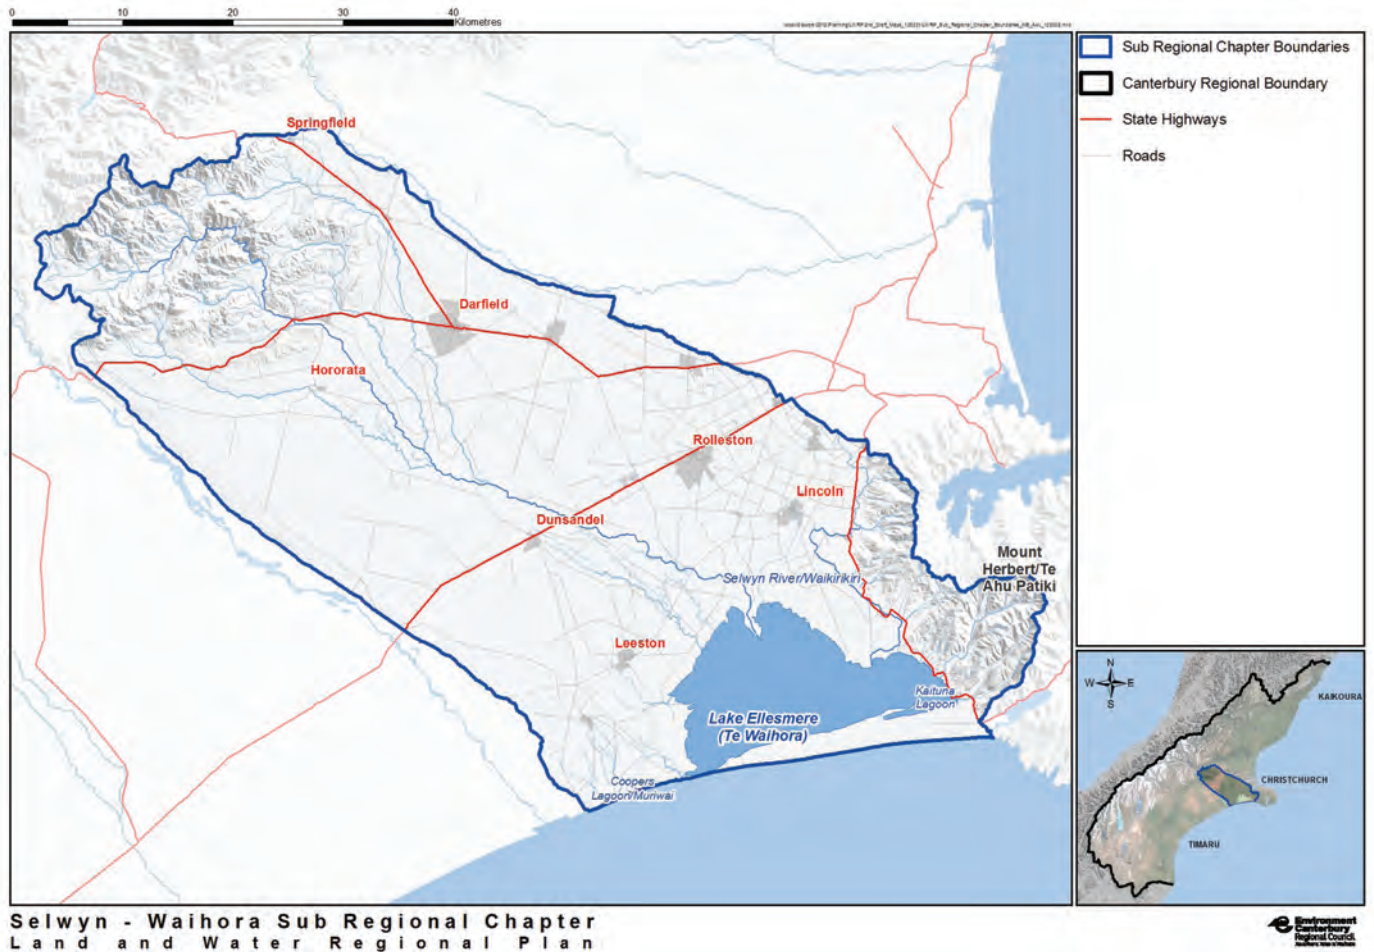 0 10 20 30 40
Kilometres
Sub Regional Chapter Boundaries
Canterbury Regional Boundary
State Highways
Roads
Springfield
Darfield
Hororata
Rolleston
Lincoln
Dunsandel
Mount
Herbert/Te
Ahu Patiki
Selwyn River/Waikirikiri
Leeston
Kaituna
Lagoon
Lake Ellesmere
(Te Waihora)
Coopers
Lagoon/Muriwai
N
W E
S
KAIKOURA
CHRISTCHURCH
TIMARU
Selwyn - Waihora Sub Regional Chapter
Land and Water Regional Plan
Environment
Canterbury
Regional Council